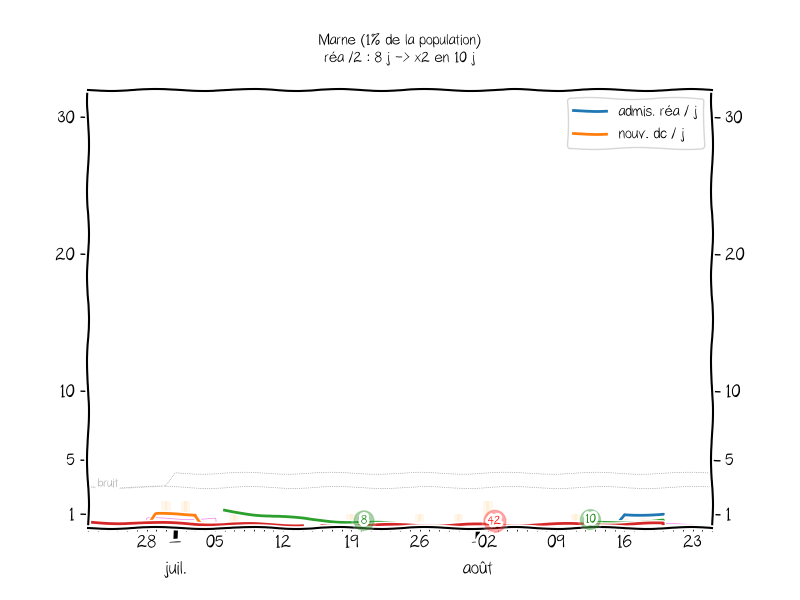 Marne (1% de la population)
réa /2 : 8 j -> x2 en 10 j
admis. réa / j
nouv. dc / j
30 30
20 20
10 10
5 5
bruit
1 1
8 42 10
28 05 12 19 26 02 09 16 23
juil. août